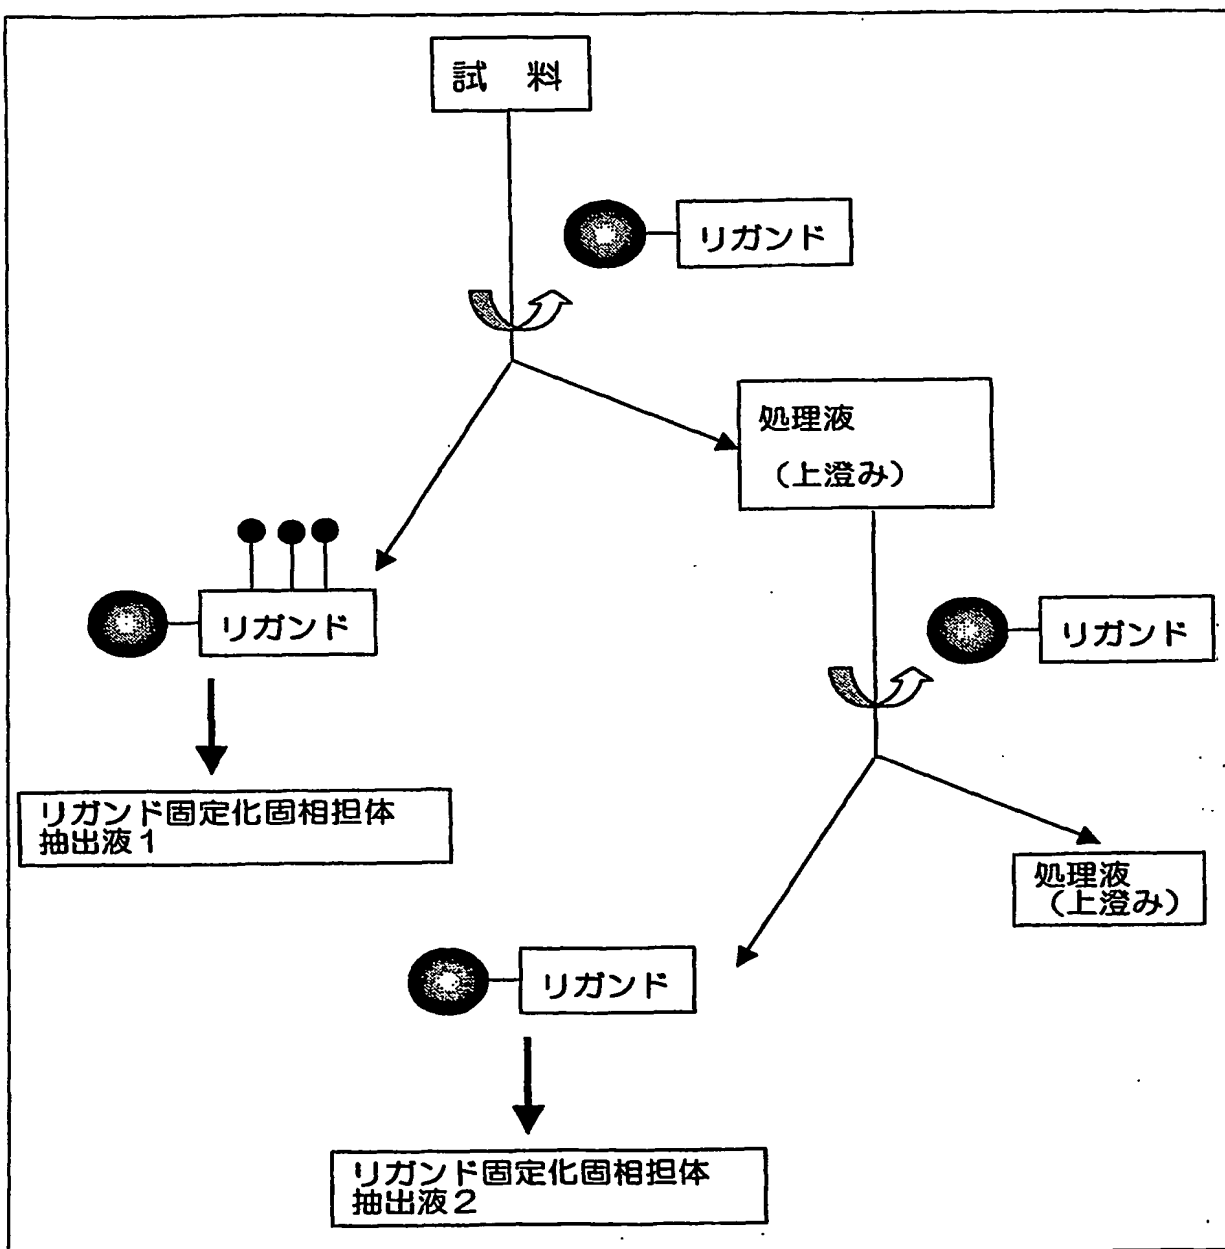 試 料
リガンド
処理液
（上澄み）
リガンド
リガンド
リガンド固定化固相担体
抽出液１
処理液
（上澄み）
リガンド
リガンド固定化固相担体
抽出液２